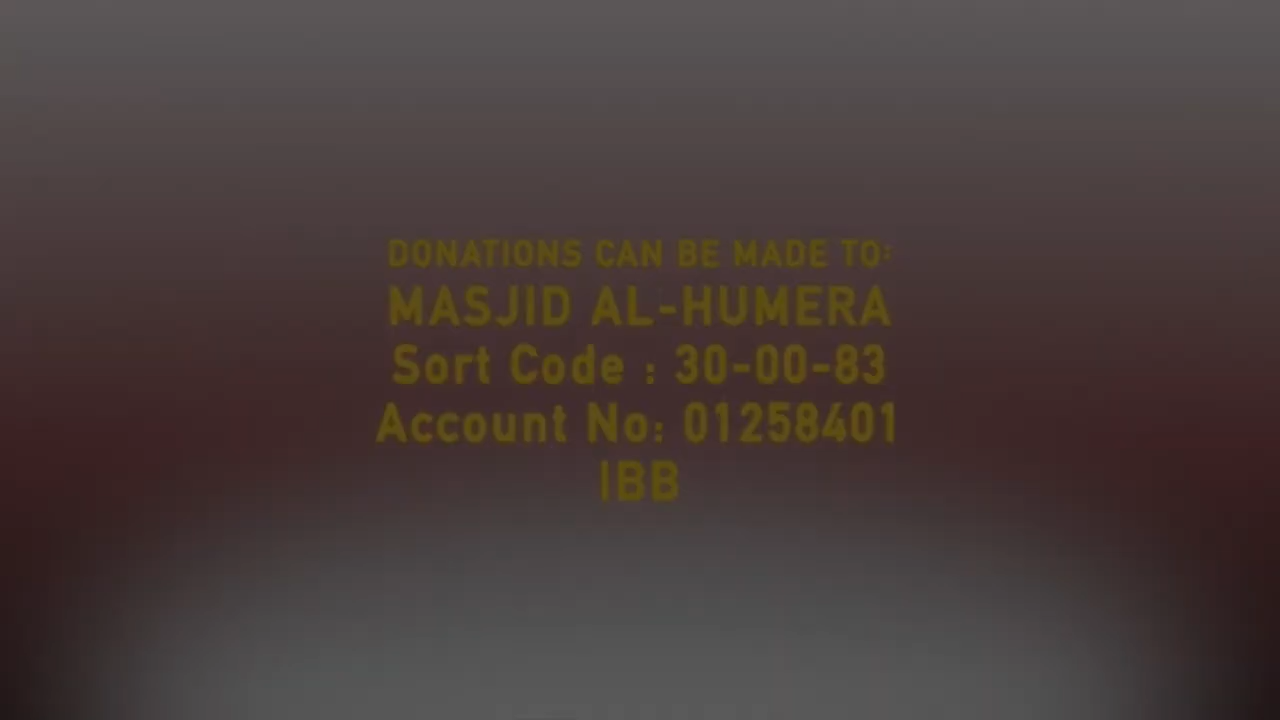 DONATIONS CAN BE MADE TO:
MASJID AL-HUMERA
Sort Code : 30-00-83
Account No: 01258401
IBB